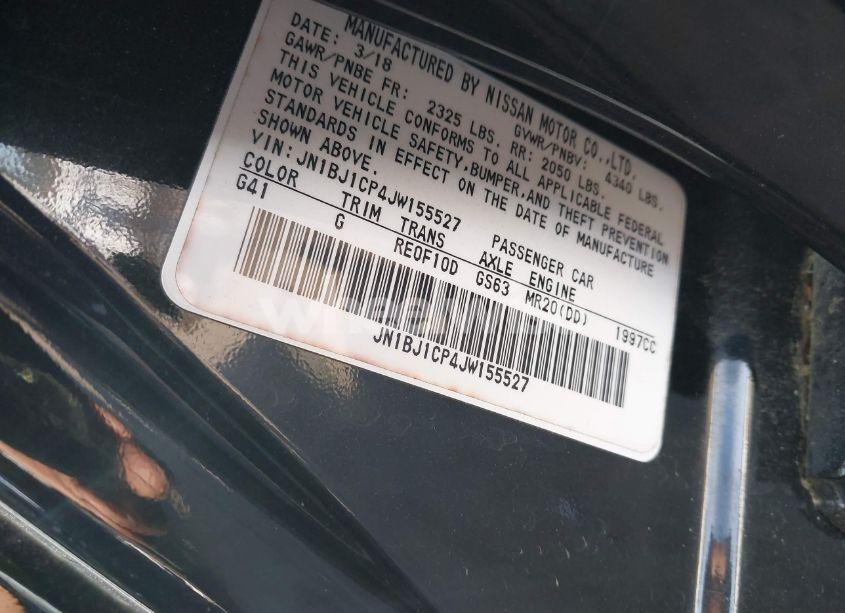 MANUFACTURED BY NISSAN MOTOR CO.,LTD.
DATE: 3/18 GVWR/PNBV: 4340 LBS.
GAWR/PNBE FR: 2325 LBS. RR: 2050 LBS.
THIS VEHICLE CONFORMS TO ALL APPLICABLE FEDERAL
MOTOR VEHICLE SAFETY,BUMPER,AND THEFT PREVENTION
STANDARDS IN EFFECT ON THE DATE OF MANUFACTURE
SHOWN ABOVE.
VIN: JN1BJ1CP4JW155527 PASSENGER CAR
COLOR TRIM TRANS AXLE ENGINE
G41 G RE0F10D GS63 MR20(DD) 1997CC
JN1BJ1CP4JW155527